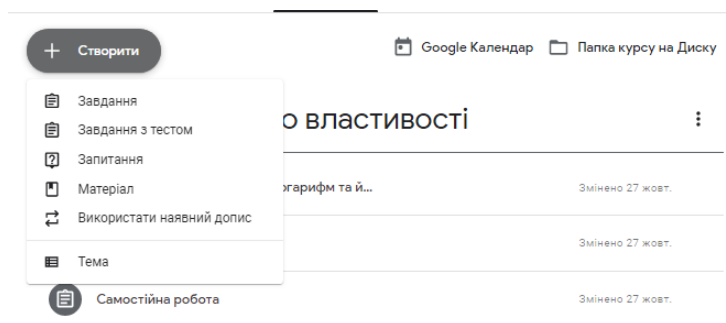 Створити
Google Календар
Папка курсу на Диску
Завдання
Завдання з тестом
о властивості
Запитання
Матеріал
огарифм та й...
Змінено 27 жовт.
Використати наявний допис
Змінено 27 жовт.
Тема
Самостійна робота
Змінено 27 жовт.